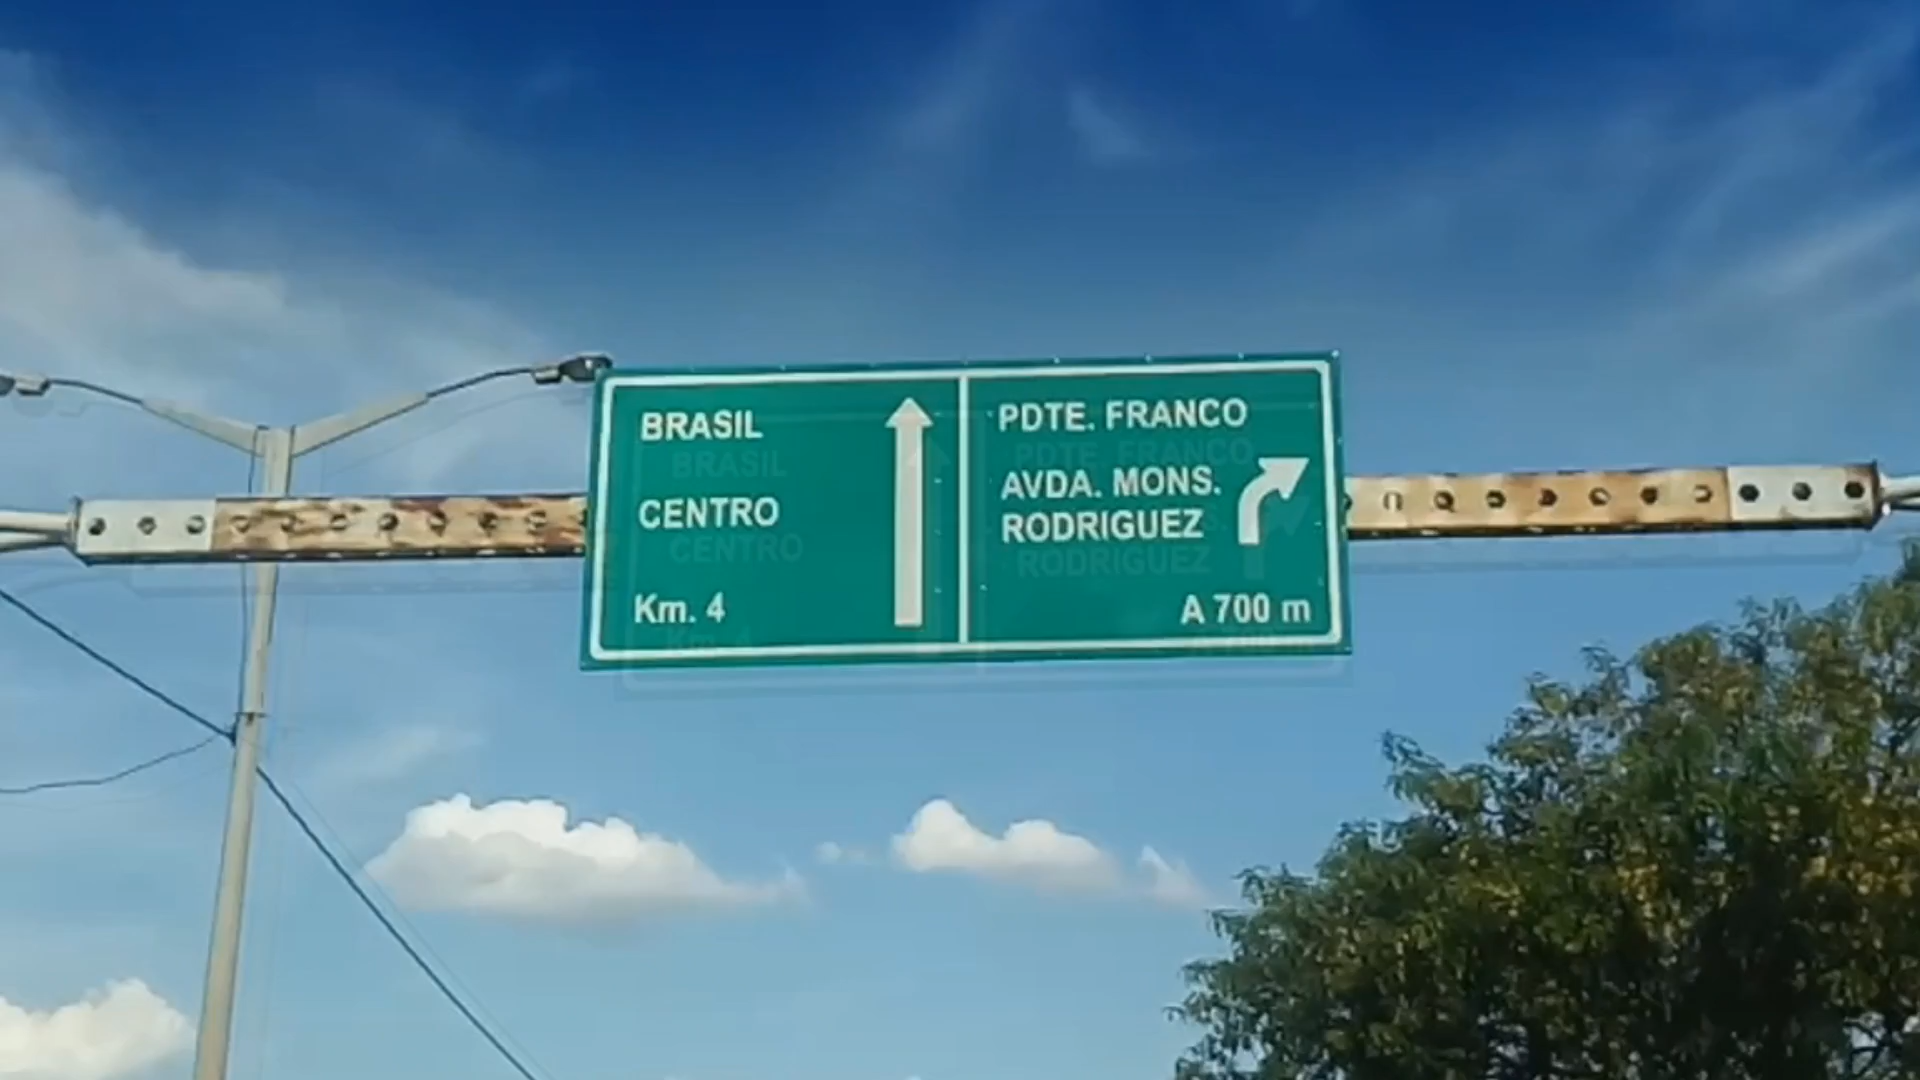 BRASIL
CENTRO
Km. 4
PDTE. FRANCO
AVDA. MONS.
RODRIGUEZ
A 700 m